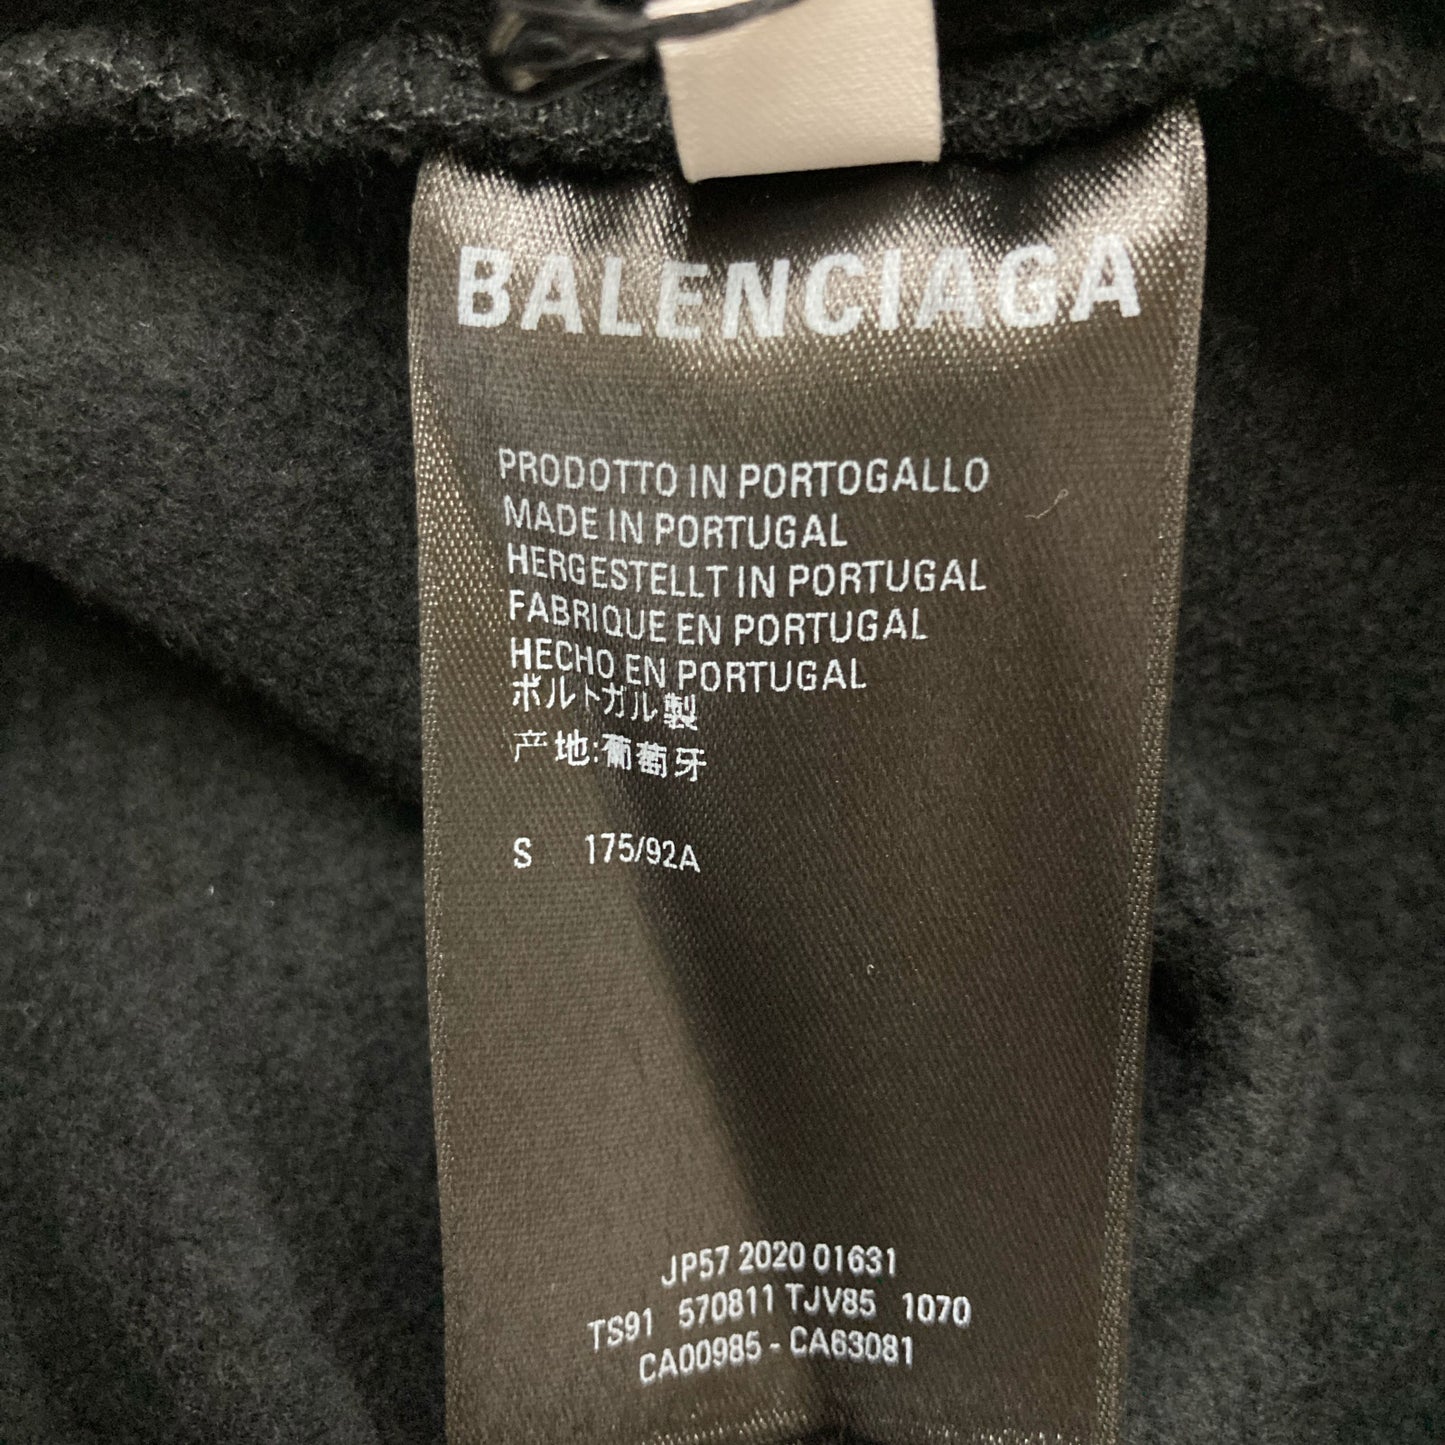 BALENCIAGA
PRODOTTO IN PORTOGALLO
MADE IN PORTUGAL
HERGESTELLT IN PORTUGAL
FABRIQUE EN PORTUGAL
HECHO EN PORTUGAL
ポルトガル製
产地:葡萄牙
S 175/92A
JP57 2020 01631
TS91 570811 TJV85 1070
CA00985 - CA63081